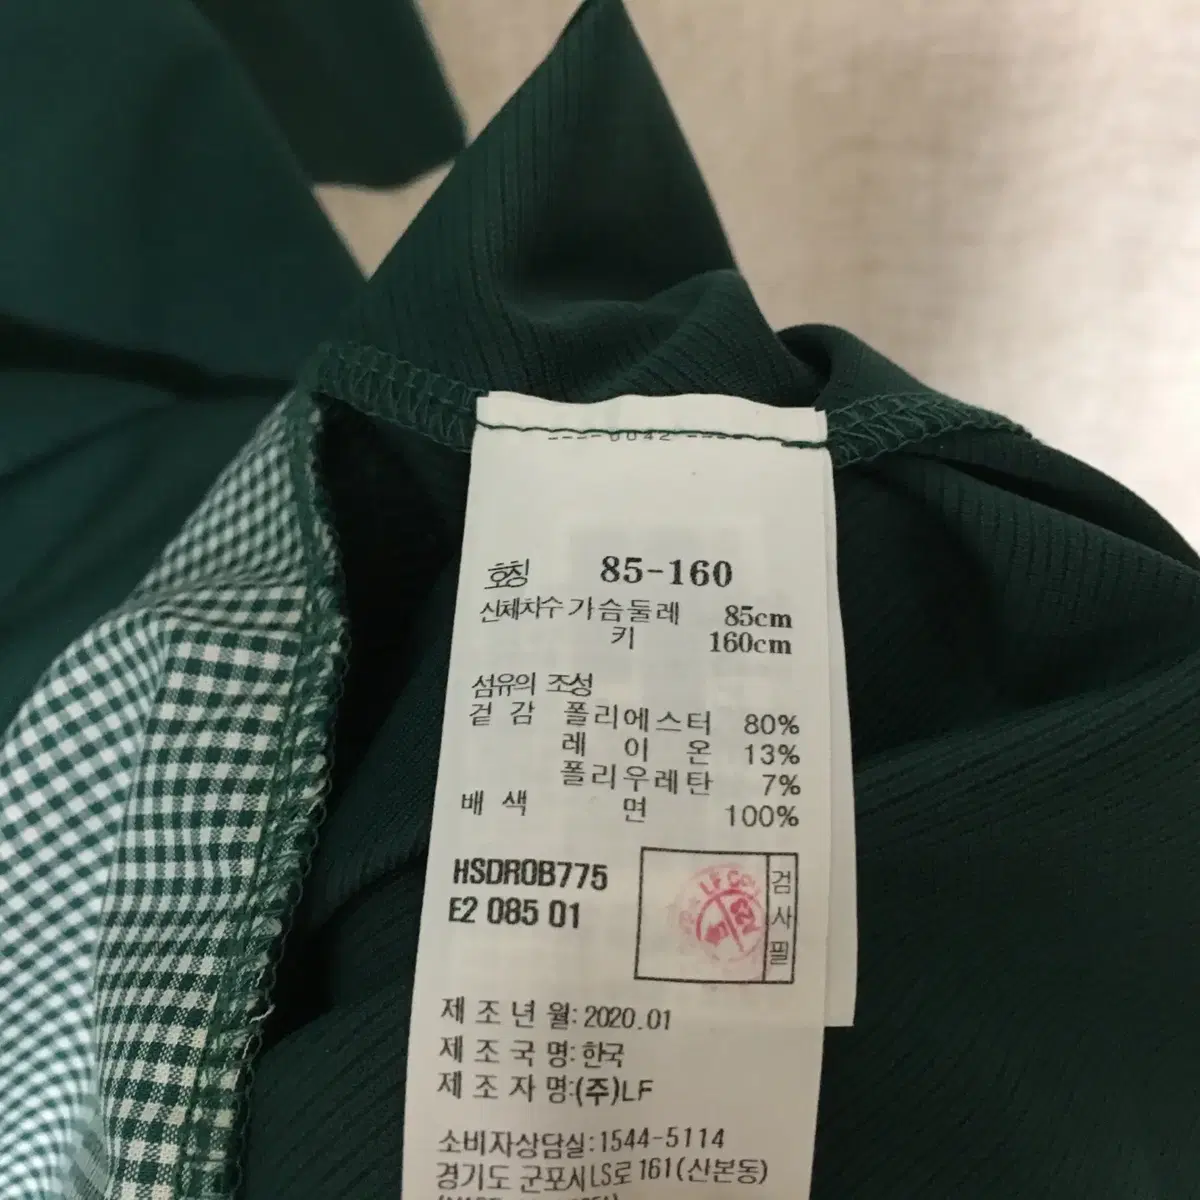 호칭 85-160
신체치수 가슴둘레 85cm
키 160cm
섬유의 조성
겉감 폴리에스터 80%
레이온 13%
폴리우레탄 7%
배색 면 100%
HSDR0B775
E2 085 01
검사필
LF Co
제조년월: 2020.01
제조국명: 한국
제조자명:(주)LF
소비자상담실:1544-5114
경기도 군포시LS로 161(산본동)